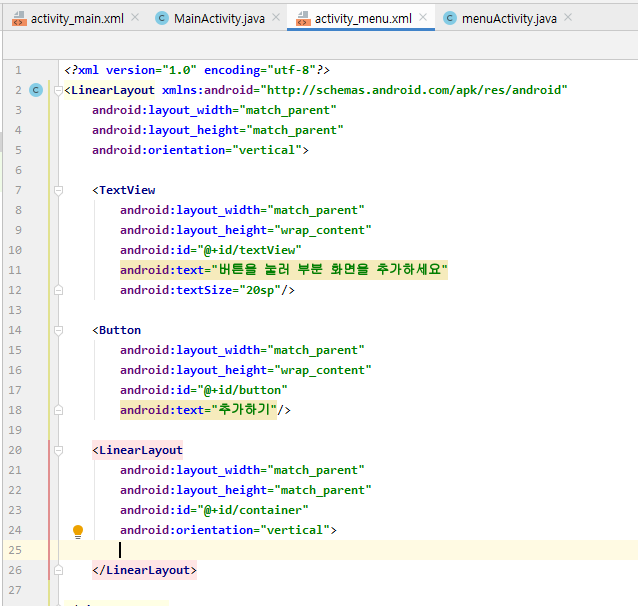 activity_main.xml MainActivity.java activity_menu.xml menuActivity.java
1 <?xml version="1.0" encoding="utf-8"?>
2 <LinearLayout xmlns:android="http://schemas.android.com/apk/res/android"
3 android:layout_width="match_parent"
4 android:layout_height="match_parent"
5 android:orientation="vertical">
6
7 <TextView
8 android:layout_width="match_parent"
9 android:layout_height="wrap_content"
10 android:id="@+id/textView"
11 android:text="버튼을 눌러 부분 화면을 추가하세요"
12 android:textSize="20sp"/>
13
14 <Button
15 android:layout_width="match_parent"
16 android:layout_height="wrap_content"
17 android:id="@+id/button"
18 android:text="추가하기"/>
19
20 <LinearLayout
21 android:layout_width="match_parent"
22 android:layout_height="match_parent"
23 android:id="@+id/container"
24 android:orientation="vertical">
25
26 </LinearLayout>
27